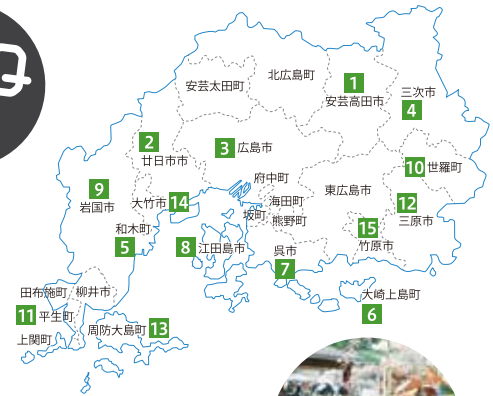 北広島町
安芸太田町
1
安芸高田市
三次市
4
2
廿日市市
3 広島市
10 世羅町
府中町
9
岩国市
大竹市 14
海田町
東広島市
12
三原市
坂町
熊野町
和木町
5
8 江田島市
15
竹原市
呉市
7
田布施町
柳井市
大崎上島町
6
11 平生町
周防大島町 13
上関町